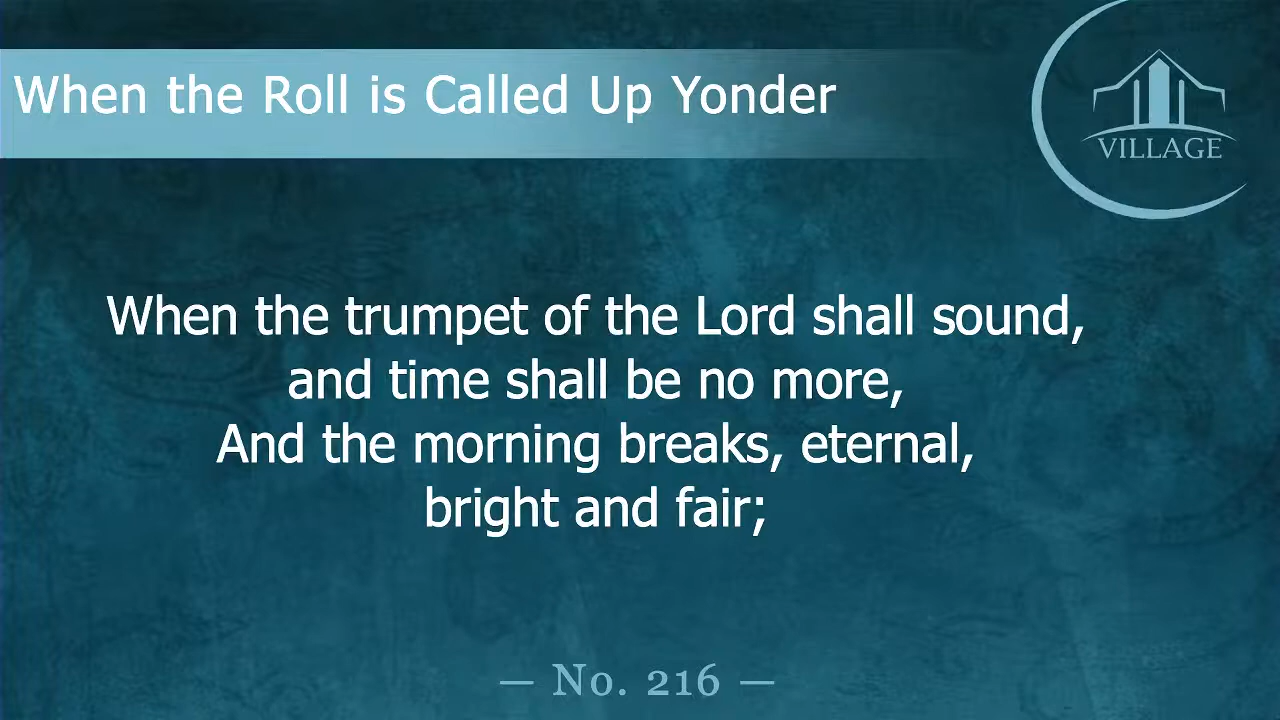 When the Roll is Called Up Yonder
VILLAGE
When the trumpet of the Lord shall sound,
and time shall be no more,
And the morning breaks, eternal,
bright and fair;
— No. 216 —